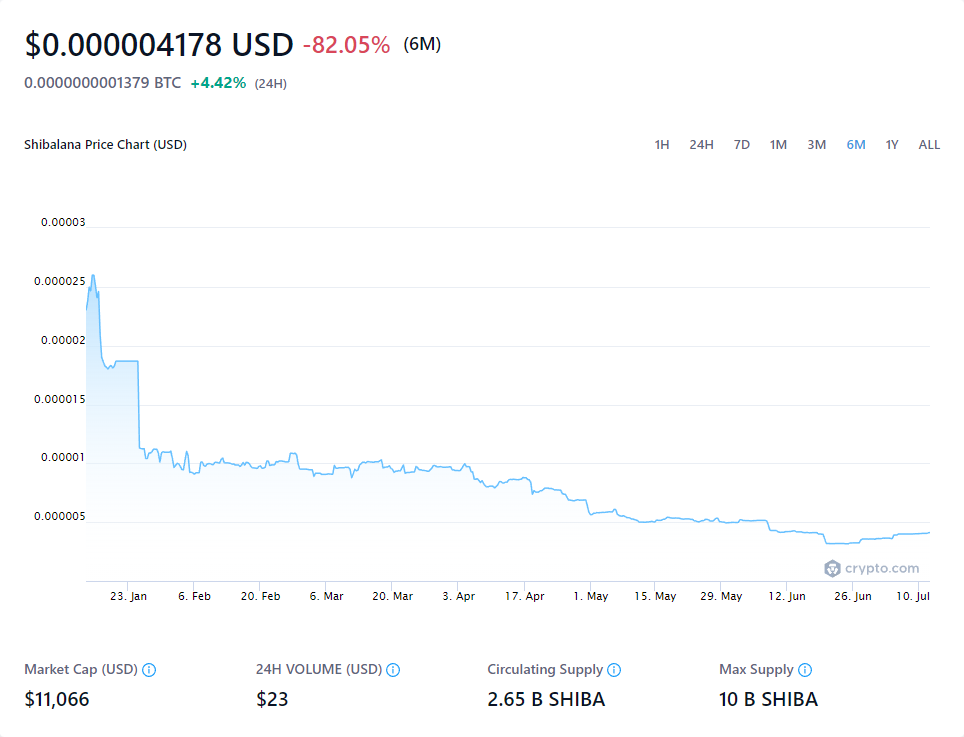 $0.000004178 USD -82.05% (6M)
0.0000000001379 BTC +4.42% (24H)
Shibalana Price Chart (USD) 1H 24H 7D 1M 3M 6M 1Y ALL
0.00003
0.000025
0.00002
0.000015
0.00001
0.000005
crypto.com
23. Jan 6. Feb 20. Feb 6. Mar 20. Mar 3. Apr 17. Apr 1. May 15. May 29. May 12. Jun 26. Jun 10. Jul
Market Cap (USD) 24H VOLUME (USD) Circulating Supply Max Supply
$11,066 $23 2.65 B SHIBA 10 B SHIBA